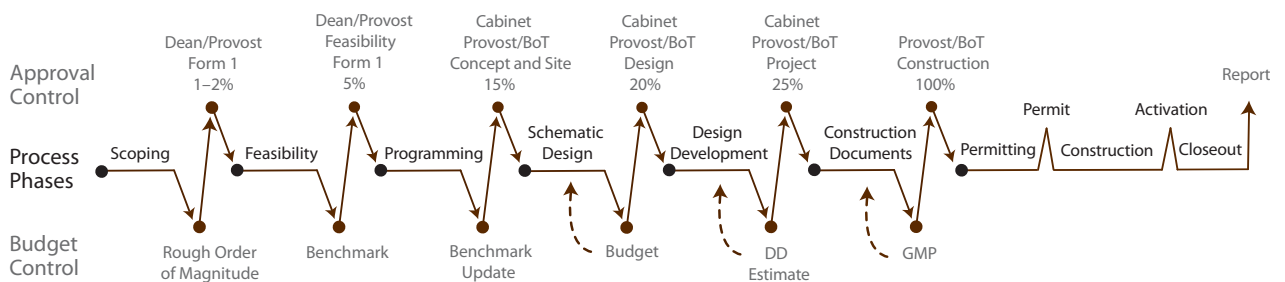 Dean/Provost
Form 1
1–2%
Dean/Provost
Feasibility
Form 1
5%
Cabinet
Provost/BoT
Concept and Site
15%
Cabinet
Provost/BoT
Design
20%
Cabinet
Provost/BoT
Project
25%
Provost/BoT
Construction
100%
Report
Approval
Control
Permit
Activation
Process
Phases
Scoping
Feasibility
Programming
Schematic
Design
Design
Development
Construction
Documents
Permitting
Construction
Closeout
Budget
Control
Rough Order
of Magnitude
Benchmark
Benchmark
Update
Budget
DD
Estimate
GMP